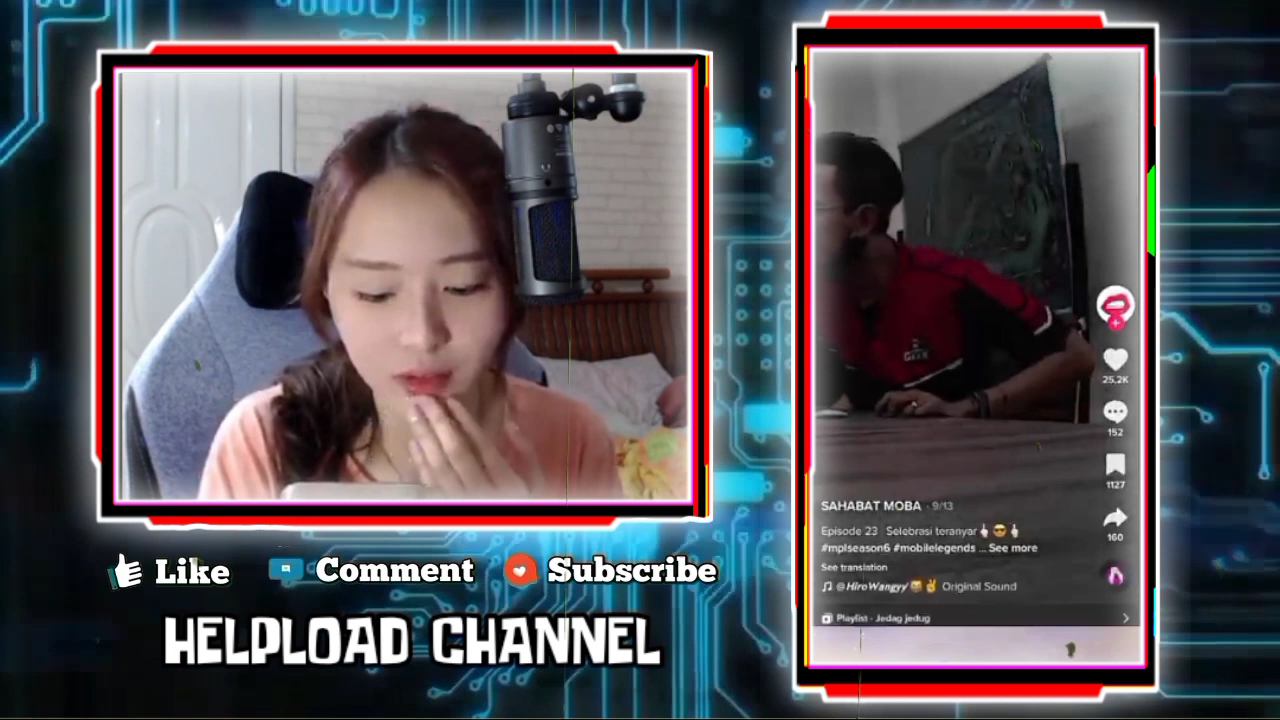 Like
Comment
Subscribe
HELPLOAD CHANNEL
25,2K
152
1127
160
SAHABAT MOBA · 9/13
Episode 23 Selebrasi teranyar👆🏻😎👆🏻
#mplseason6 #mobilelegends ... See more
See translation
♫ @HiroWangyy🐯✌ Original Sound
Playlist - Jedag jedug